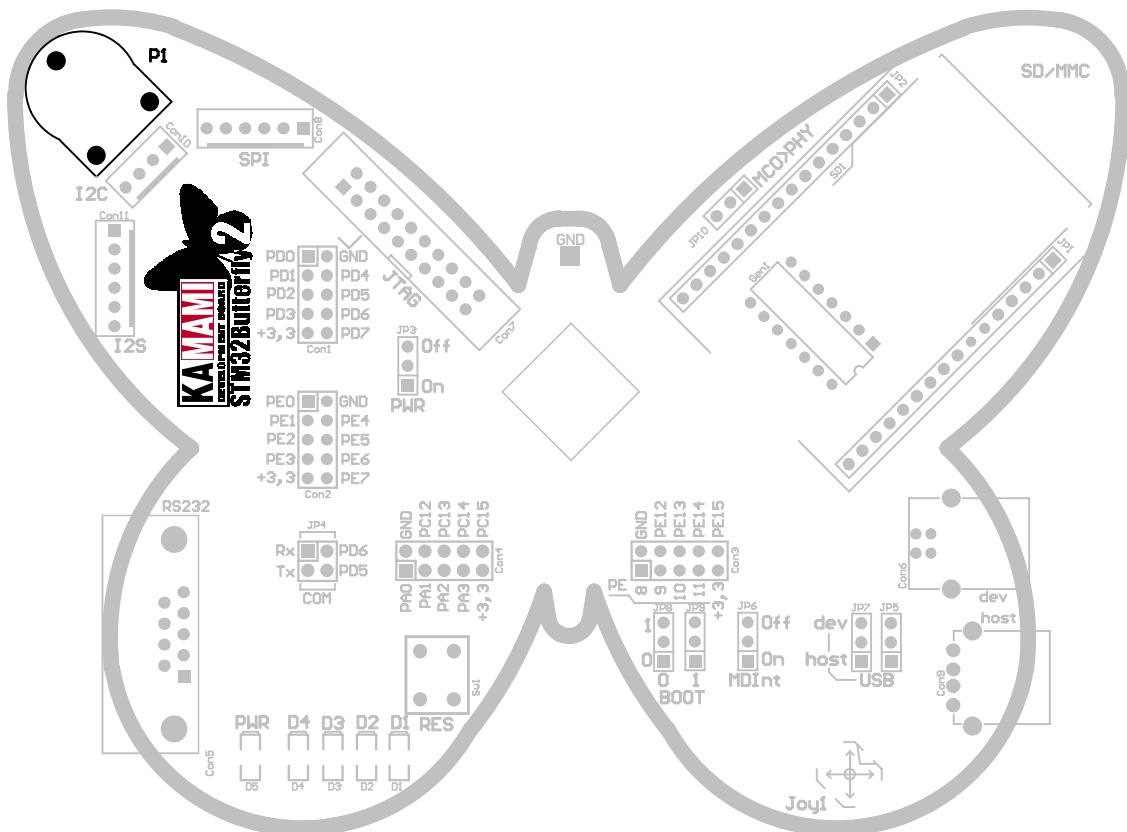 P1
SD/MMC
JP2
Con8
SPI
Con10
I2C
MCO>PHY
SD1
JP10
JP1
Con11
I2S
KAMAMI
DEVELOPMENT BOARD
STM32Butterfly2
GND
JTAG
Con7
Gen1
PD0 GND
PD1 PD4
PD2 PD5
PD3 PD6
+3,3 PD7
Con1
JP3
Off
On
PWR
PE0 GND
PE1 PE4
PE2 PE5
PE3 PE6
+3,3 PE7
Con2
RS232
JP4
Rx PD6
Tx PD5
COM
GND PC12 PC13 PC14 PC15
Con4
PA0 PA1 PA2 PA3 +3,3
GND PE12 PE13 PE14 PE15
Con3
PE 8 9 10 11 +3,3
Con6
dev
host
JP8 JP9
1
0
0 1
BOOT
JP6
Off
On
MDInt
JP7 JP5
dev
host
USB
Con9
Sw1
RES
Con5
PWR D4 D3 D2 D1
D5 D4 D3 D2 D1
Joy1